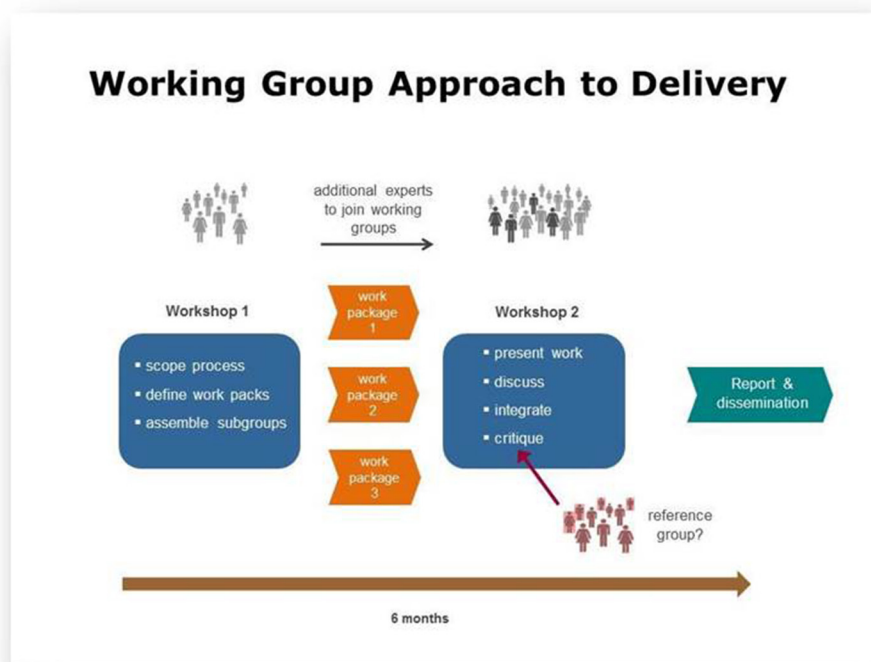 Working Group Approach to Delivery
additional experts
to join working
groups
Workshop 1
▪ scope process
▪ define work packs
▪ assemble subgroups
work
package
1
work
package
2
work
package
3
Workshop 2
▪ present work
▪ discuss
▪ integrate
▪ critique
Report &
dissemination
reference
group?
6 months